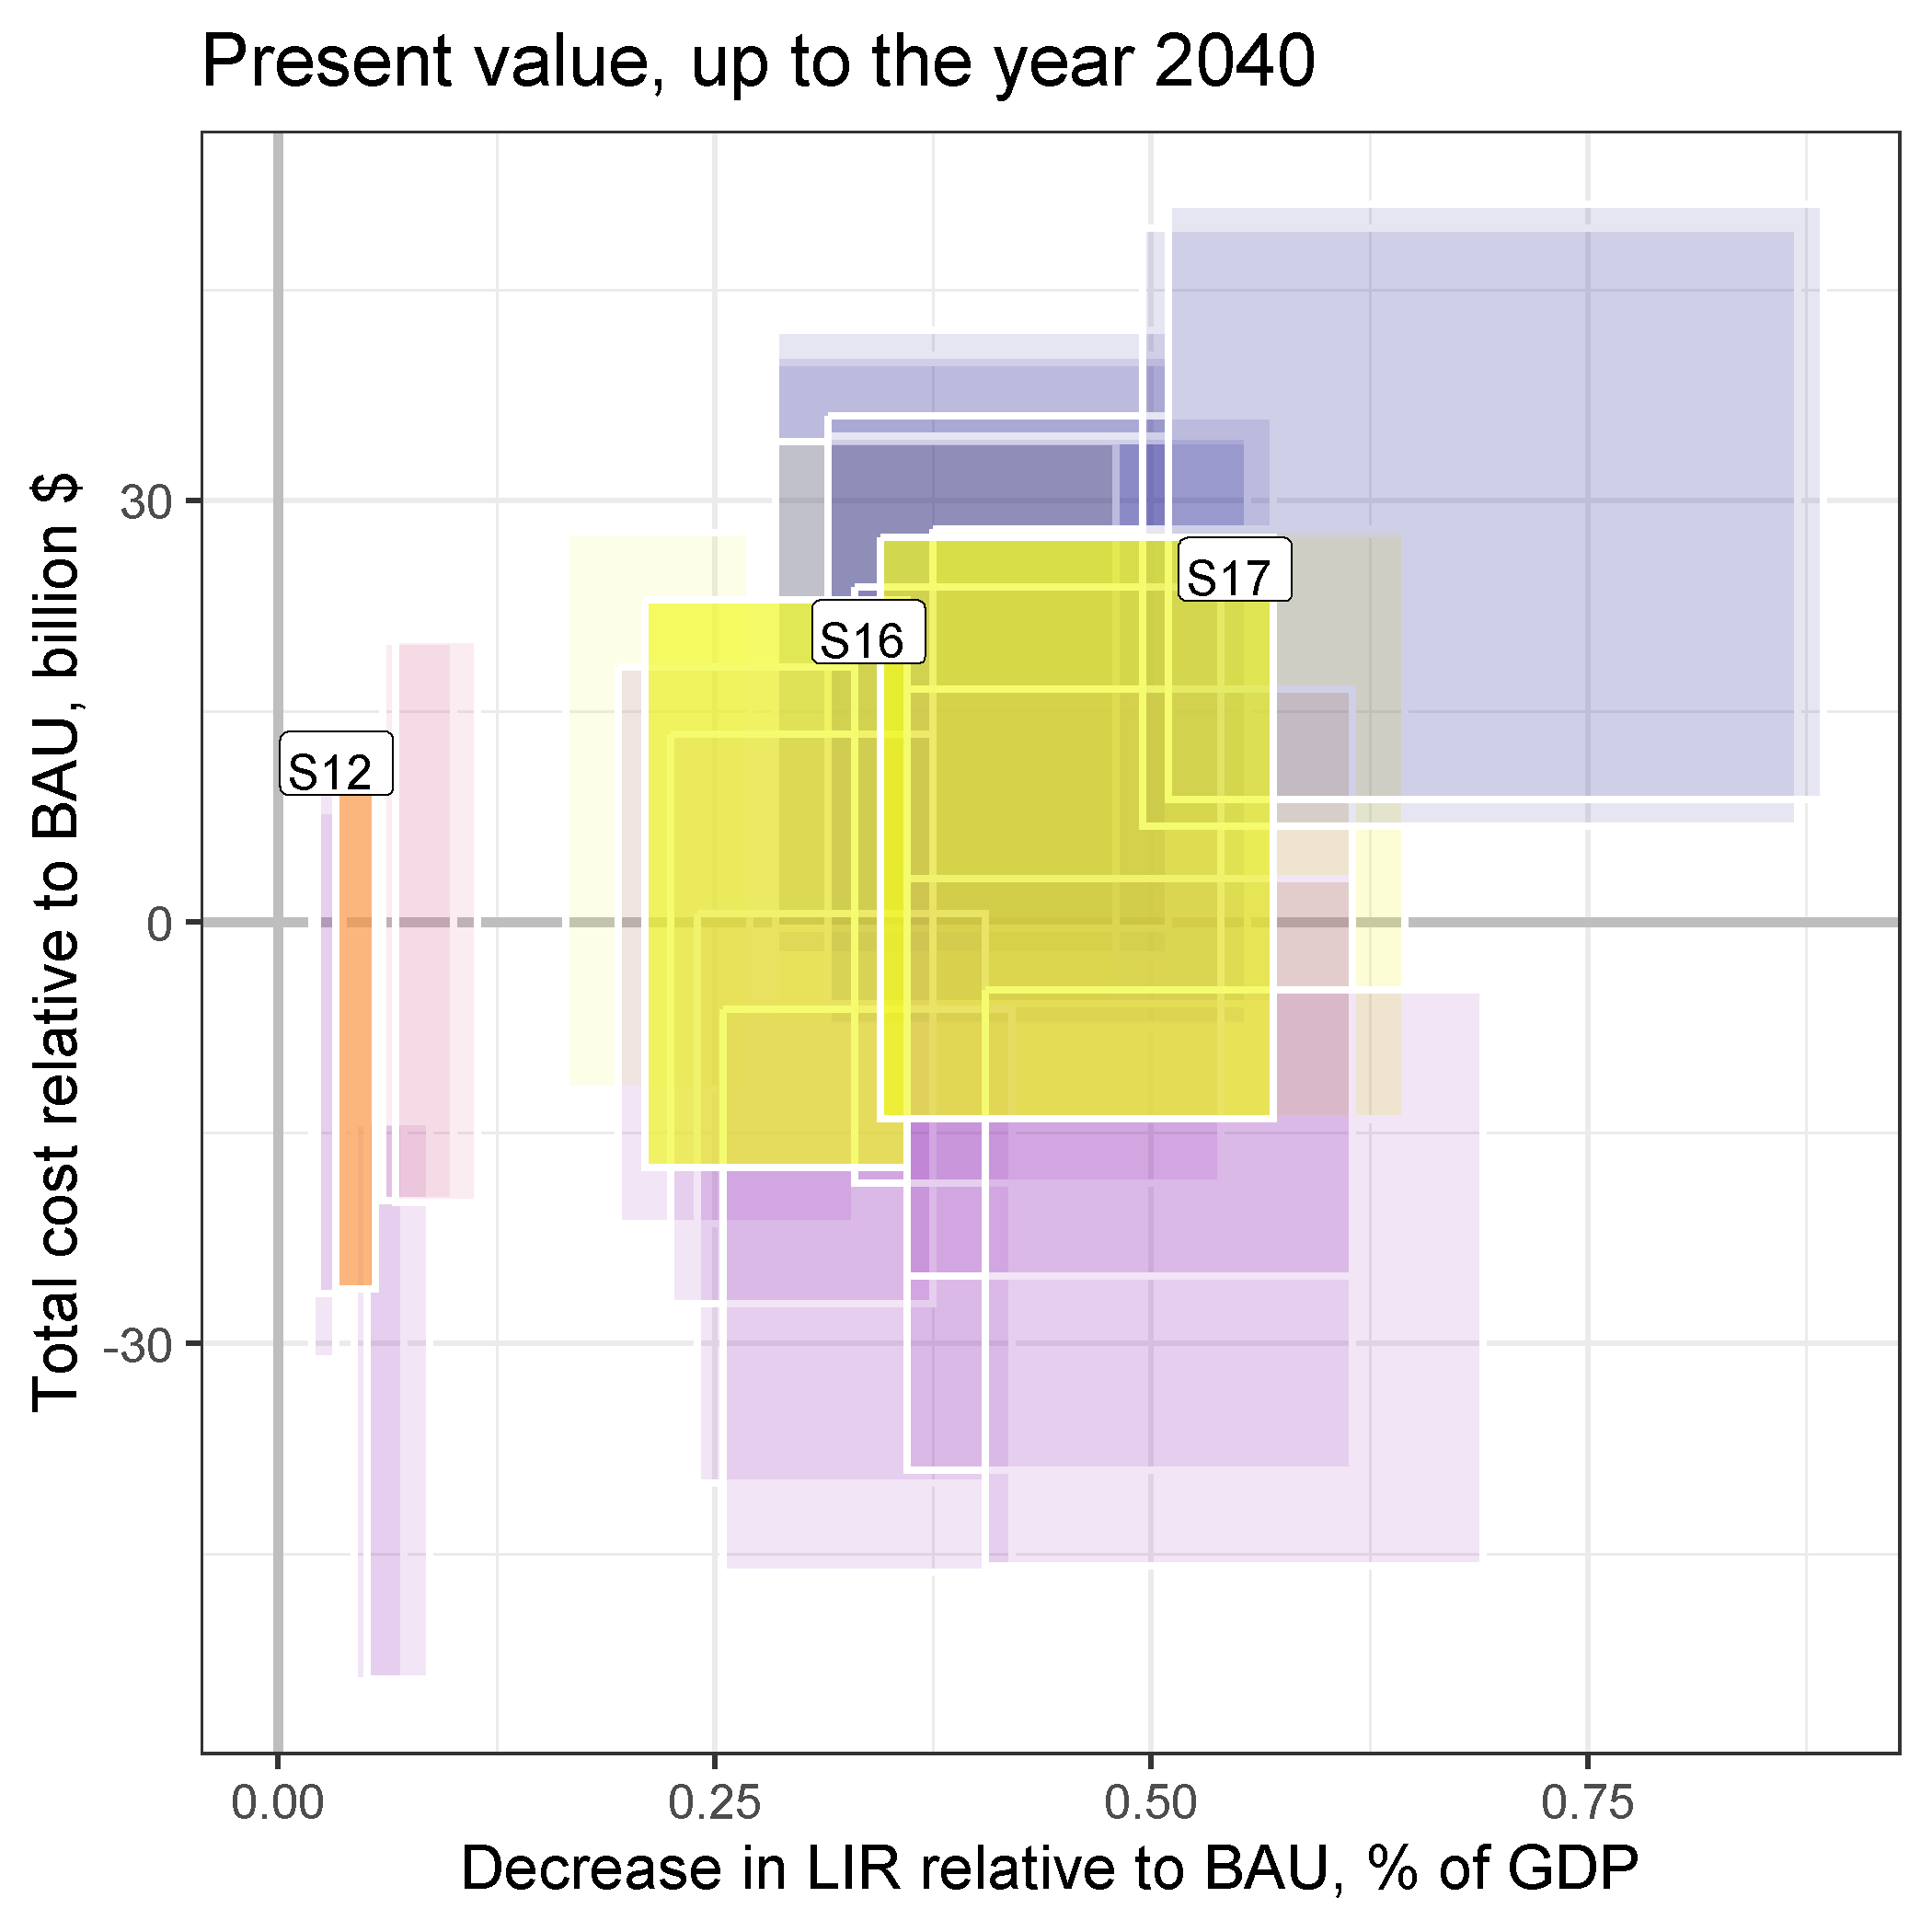 Present value, up to the year 2040
Total cost relative to BAU, billion $
30
0
-30
S17
S16
S12
0.00
0.25
0.50
0.75
Decrease in LIR relative to BAU, % of GDP